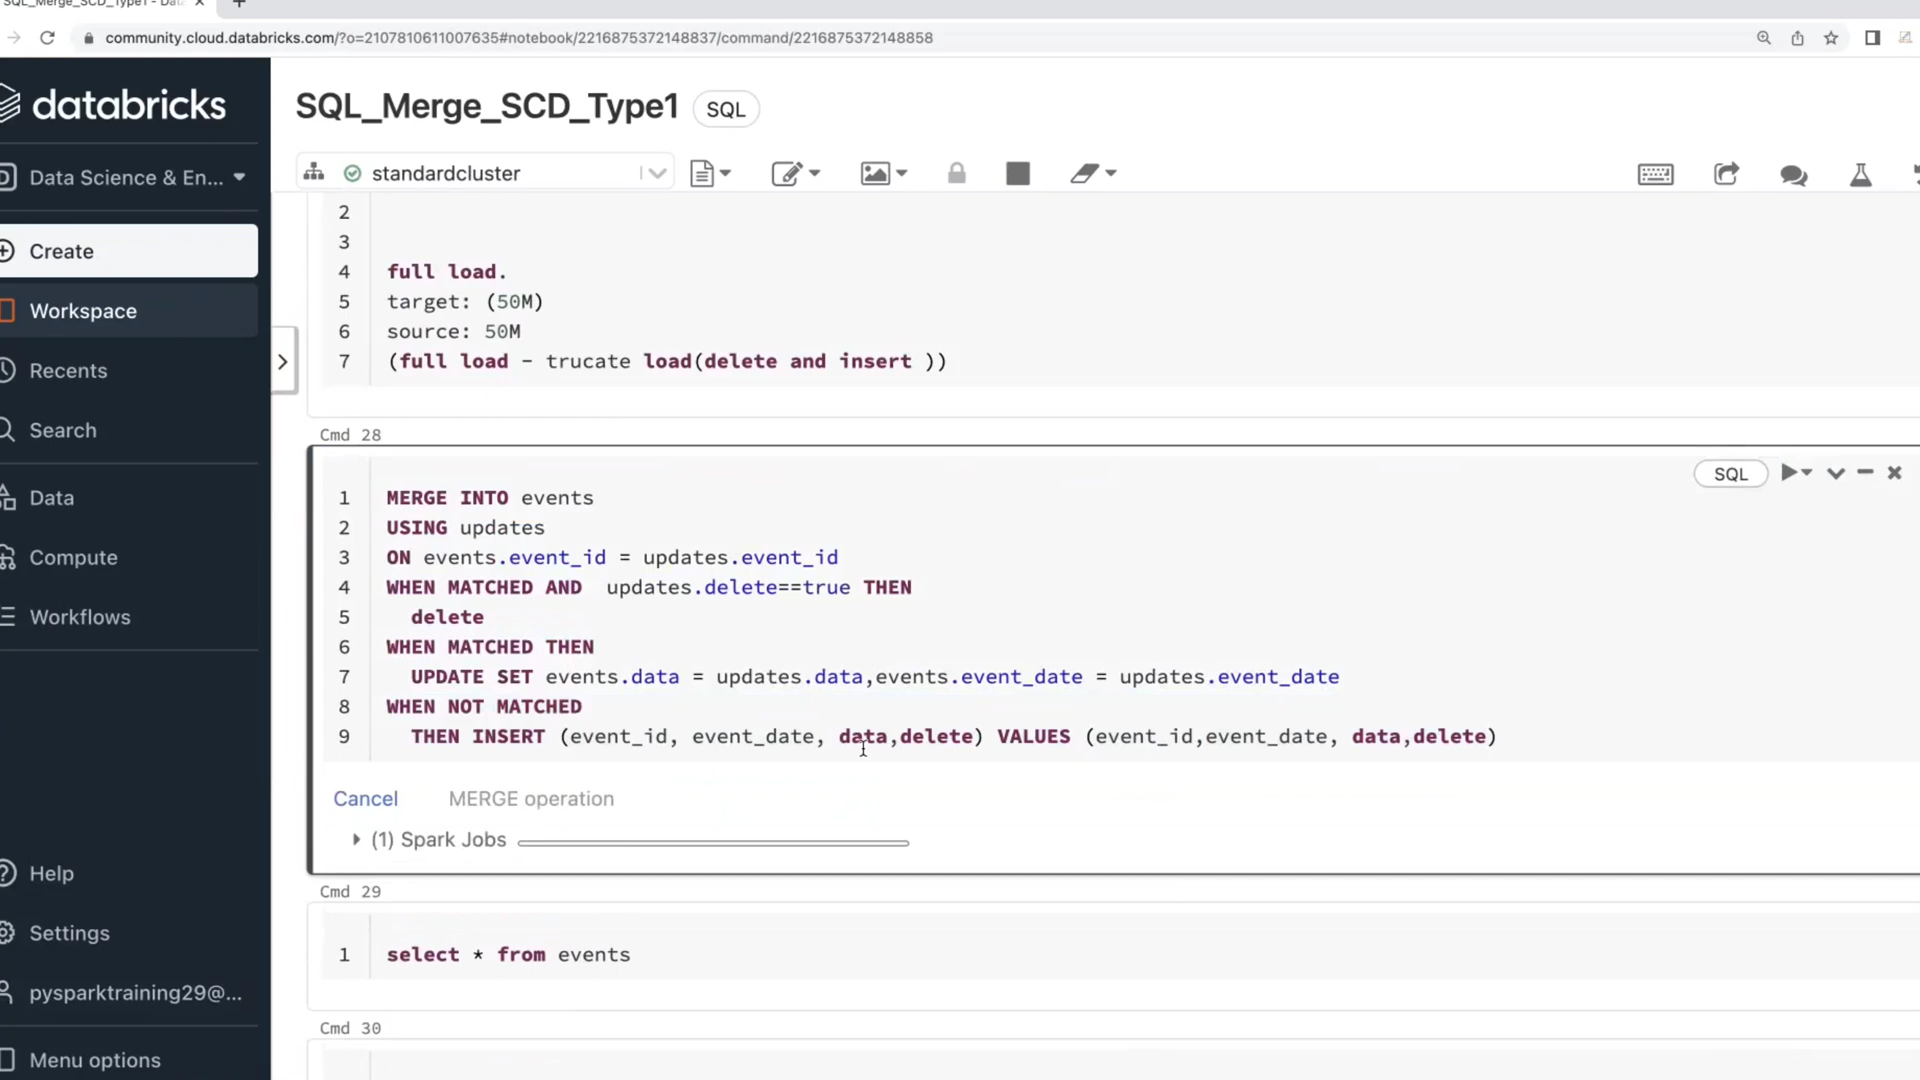 SQL_Merge_SCD_Type1 - Dat
community.cloud.databricks.com/?o=2107810611007635#notebook/2216875372148837/command/2216875372148858
databricks
SQL_Merge_SCD_Type1 SQL
standardcluster
Data Science & En...
Create
Workspace
Recents
Search
Data
Compute
Workflows
Help
Settings
pysparktraining29@...
Menu options
2
3
4 full load.
5 target: (50M)
6 source: 50M
7 (full load - trucate load(delete and insert ))
Cmd 28
SQL
1 MERGE INTO events
2 USING updates
3 ON events.event_id = updates.event_id
4 WHEN MATCHED AND  updates.delete==true THEN
5   delete
6 WHEN MATCHED THEN
7   UPDATE SET events.data = updates.data,events.event_date = updates.event_date
8 WHEN NOT MATCHED
9   THEN INSERT (event_id, event_date, data,delete) VALUES (event_id,event_date, data,delete)
Cancel MERGE operation
(1) Spark Jobs
Cmd 29
1 select * from events
Cmd 30